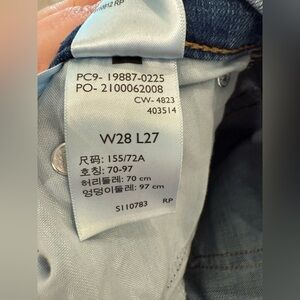 PC9- 19887-0225
PO- 2100062008
CW- 4823
403514
W28 L27
尺码: 155/72A
호칭: 70-97
허리둘레: 70 cm
엉덩이둘레: 97 cm
S110783 RP